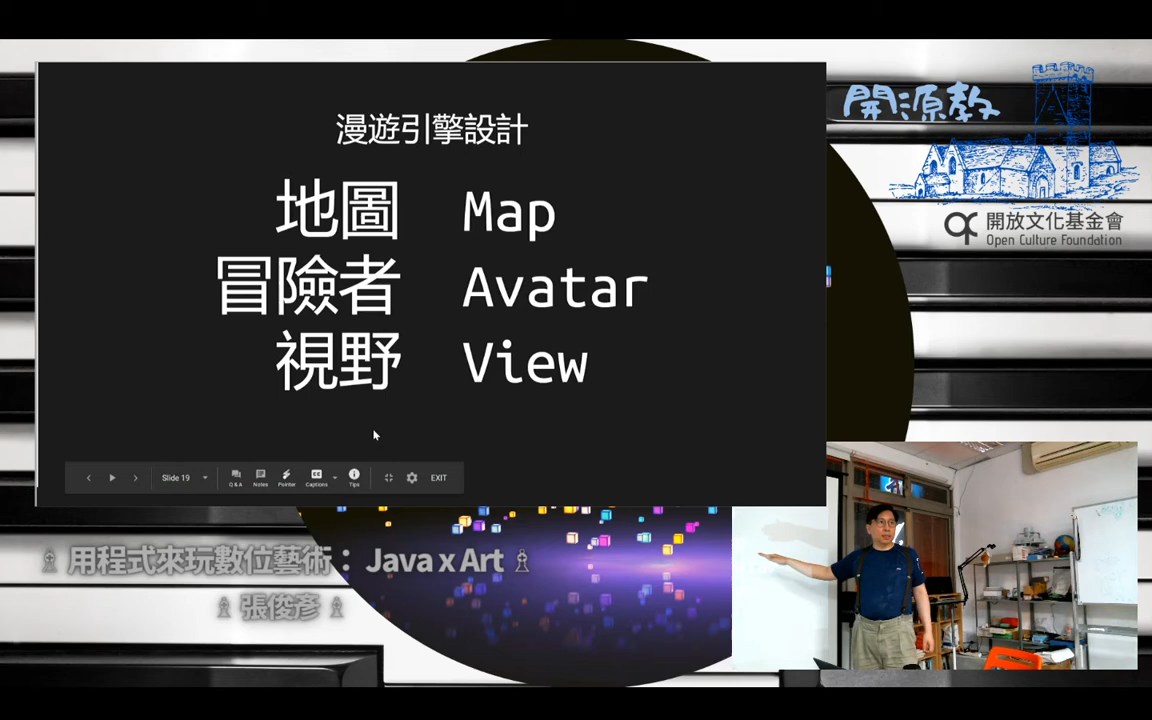 漫遊引擎設計
地圖 Map
冒險者 Avatar
視野 View
Slide 19
Q&A Notes Pointer Captions Tips EXIT
開源教
開放文化基金會
Open Culture Foundation
用程式來玩數位藝術：Java x Art
張俊彥